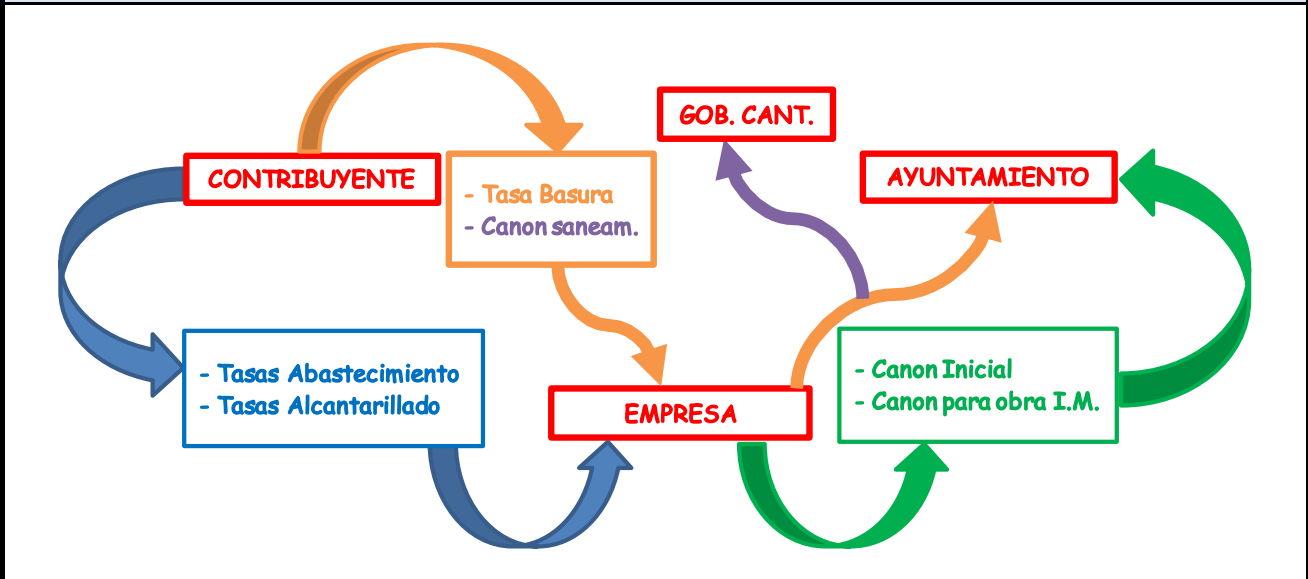 GOB. CANT.
CONTRIBUYENTE
AYUNTAMIENTO
- Tasa Basura
- Canon saneam.
- Tasas Abastecimiento
- Tasas Alcantarillado
EMPRESA
- Canon Inicial
- Canon para obra I.M.